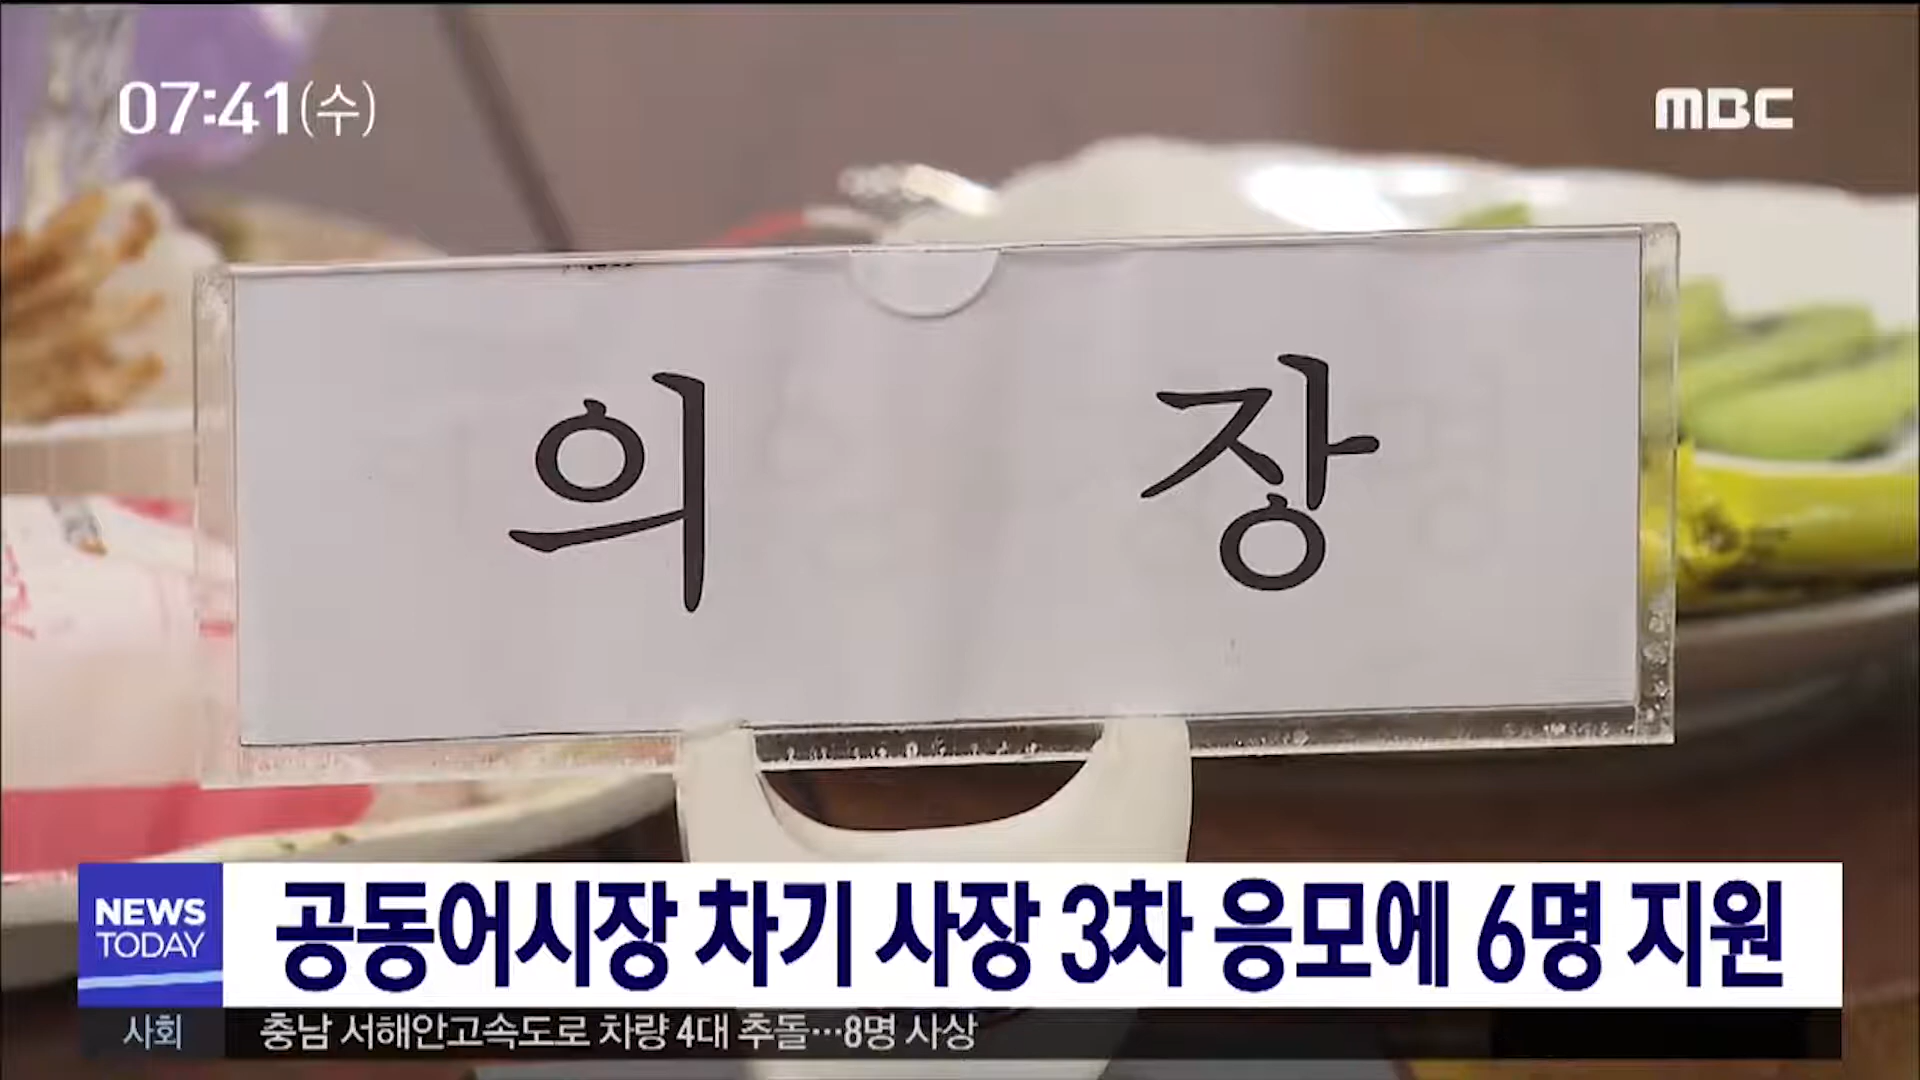 07:41(수)
MBC
의 장
NEWS
TODAY
공동어시장 차기 사장 3차 응모에 6명 지원
사회
충남 서해안고속도로 차량 4대 추돌…8명 사상